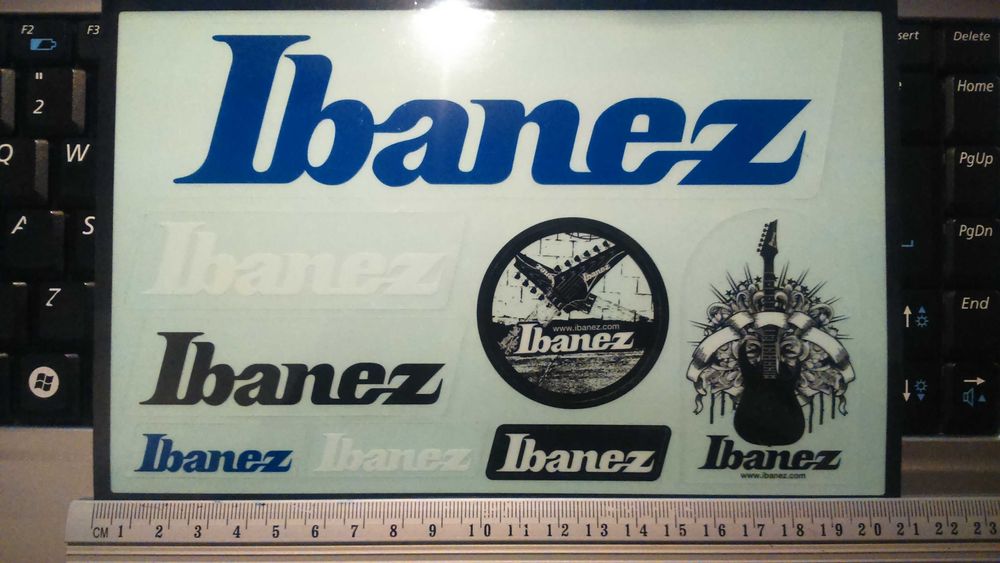 F2
F3
sert
Delete
"
2
Home
Q
W
PgUp
A
S
PgDn
Z
End
Ibanez
Ibanez
Ibanez
www.ibanez.com
Ibanez
Ibanez
Ibanez
Ibanez
Ibanez
Ibanez
Ibanez
www.ibanez.com
CM 1 2 3 4 5 6 7 8 9 10 11 12 13 14 15 16 17 18 19 20 21 22 23